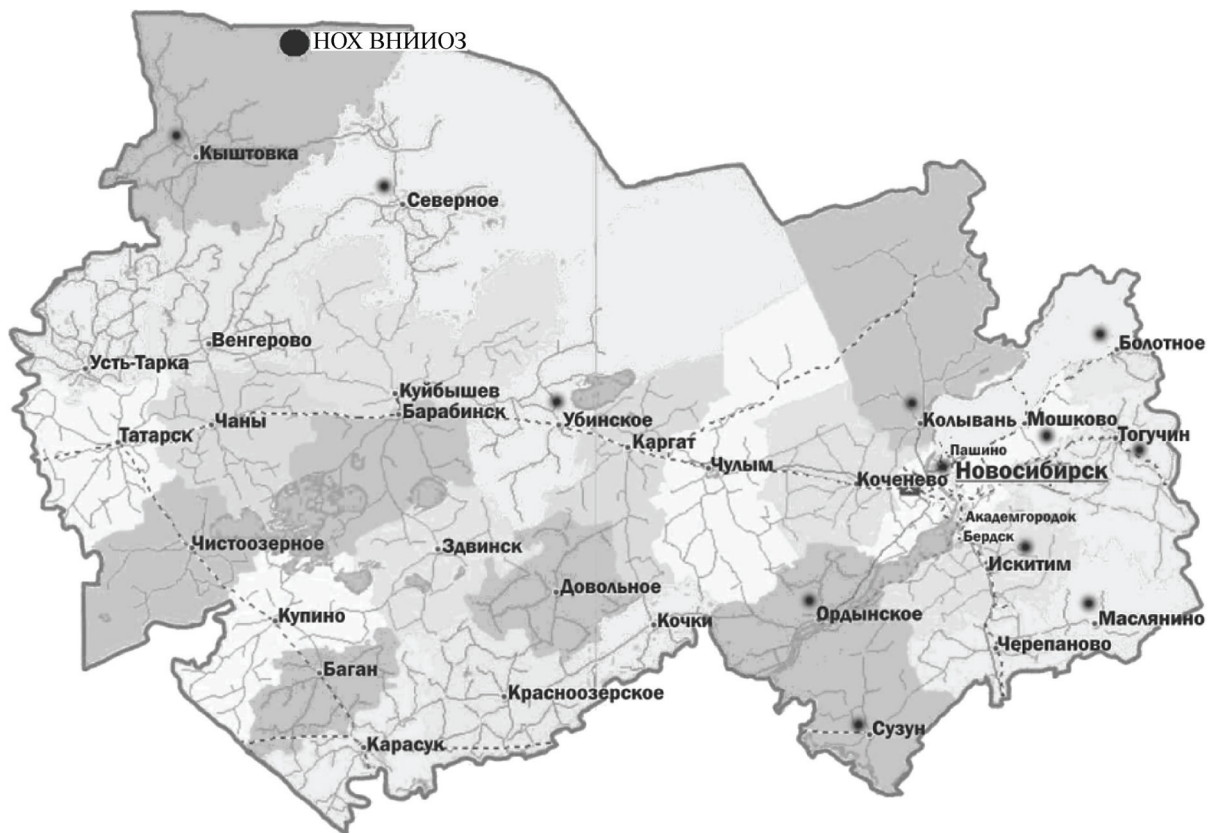 НОХ ВНИИОЗ
Кыштовка
Северное
Венгерово
Усть-Тарка
Болотное
Куйбышев
Барабинск
Убинское
Чаны
Татарск
Каргат
Колывань
Мошково
Тогучин
Пашино
Чулым
Коченево
Новосибирск
Академгородок
Бердск
Чистоозерное
Здвинск
Искитим
Довольное
Ордынское
Маслянино
Купино
Кочки
Черепаново
Баган
Красноозерское
Сузун
Карасук